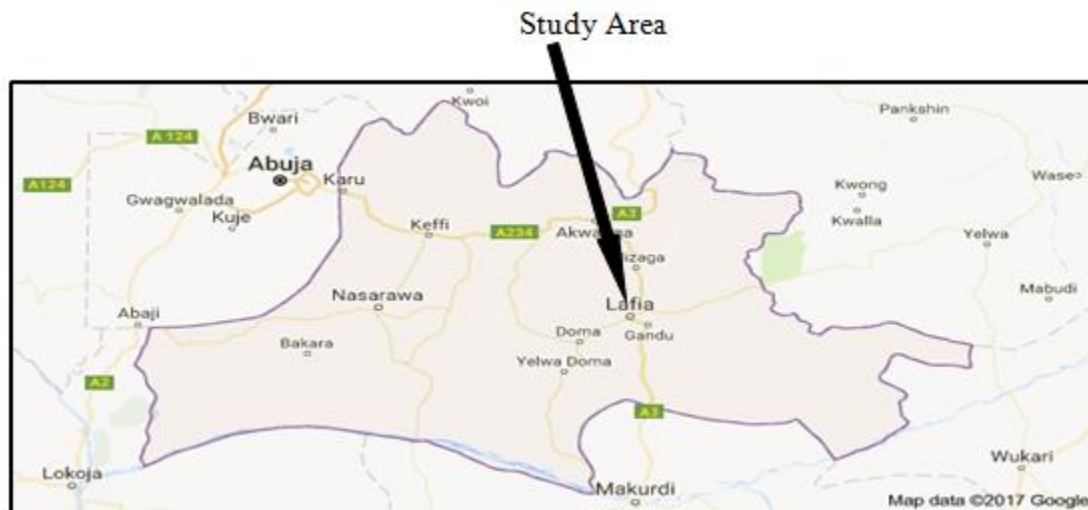 Study Area
Kwoi
Pankshin
Bwari
A 124
Abuja
A124
Karu
Wase
Kwong
Gwagwalada
Kuje
Keffi
A234
A3
Kwalla
Yelwa
Nasarawa
Lafia
Mabudi
Abaji
Gandu
Doma
Bakara
Yelwa Doma
A2
A3
Lokoja
Wukari
Makurdi
Map data ©2017 Google